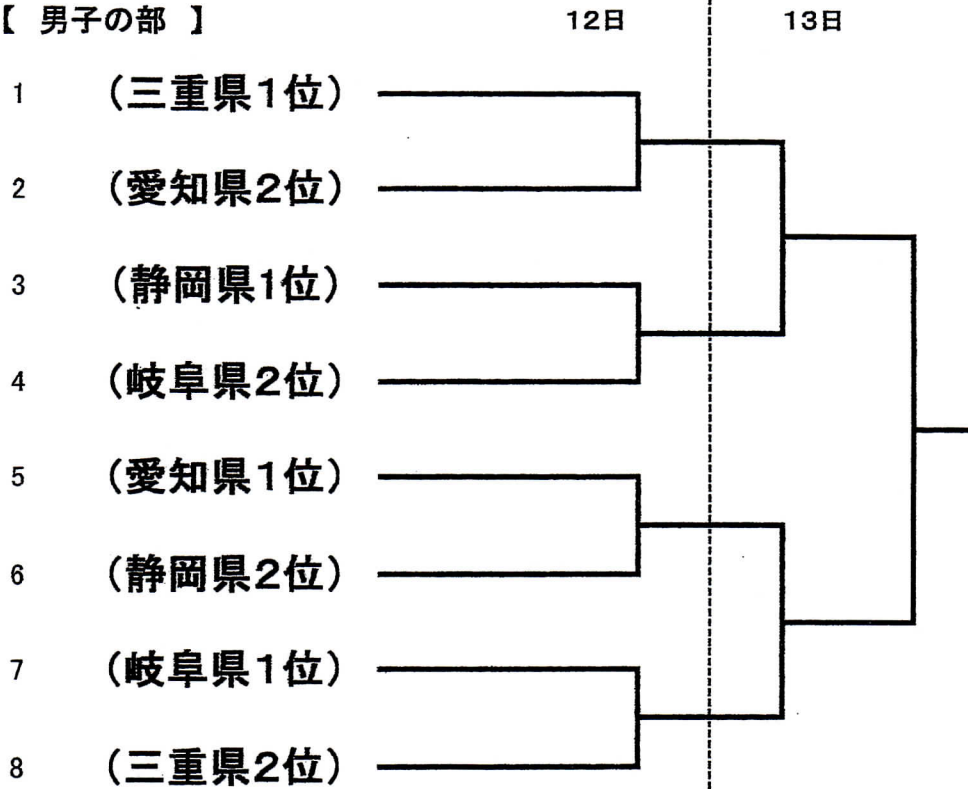 【 男子の部 】 12日 13日
1 (三重県1位)
2 (愛知県2位)
3 (静岡県1位)
4 (岐阜県2位)
5 (愛知県1位)
6 (静岡県2位)
7 (岐阜県1位)
8 (三重県2位)